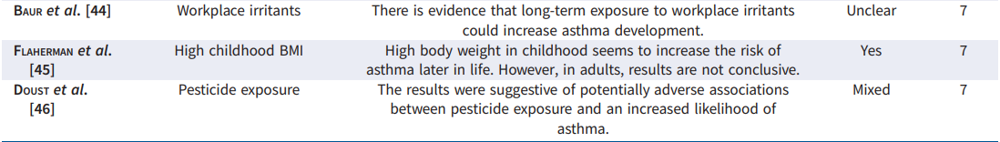 BAUR et al. [44] Workplace irritants There is evidence that long-term exposure to workplace irritants Unclear 7
could increase asthma development.
FLAHERMAN et al. High childhood BMI High body weight in childhood seems to increase the risk of Yes 7
[45] asthma later in life. However, in adults, results are not conclusive.
DOUST et al. Pesticide exposure The results were suggestive of potentially adverse associations Mixed 7
[46] between pesticide exposure and an increased likelihood of
asthma.